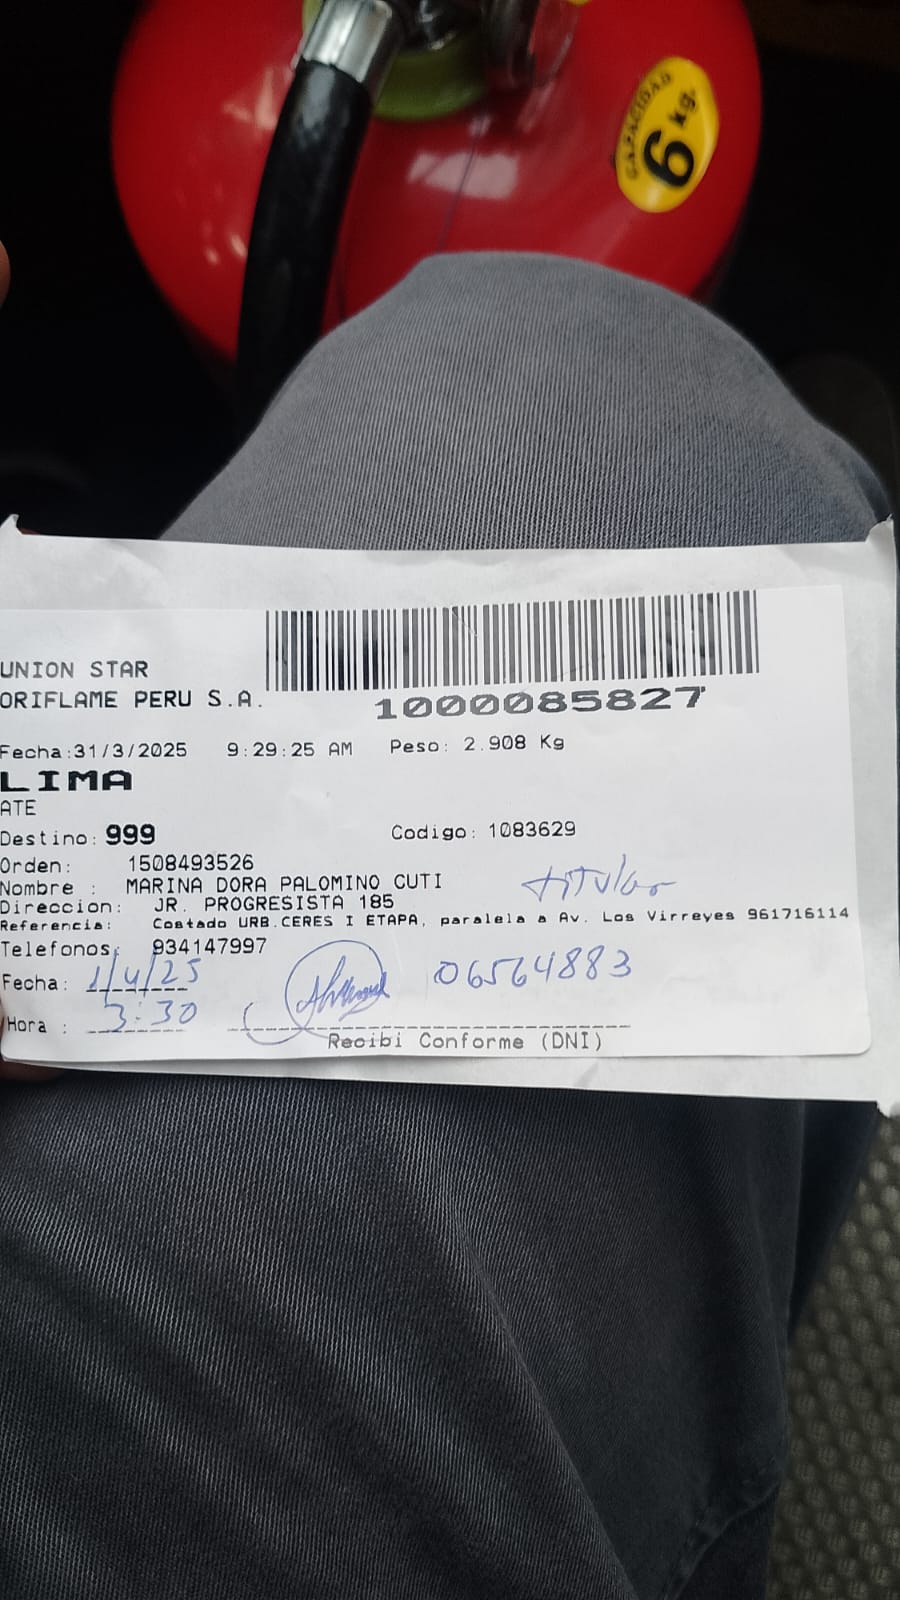 CAPACIDAD
6 kg.
UNION STAR
ORIFLAME PERU S.A.
1000085827
Fecha:31/3/2025 9:29:25 AM Peso: 2.908 Kg
LIMA
ATE
Destino: 999 Codigo: 1083629
Orden: 1508493526
Nombre : MARINA DORA PALOMINO CUTI titular
Direccion: JR. PROGRESISTA 185
Referencia: Costado URB.CERES I ETAPA, paralela a Av. Los Virreyes 961716114
Telefonos: 934147997
Fecha: 1/4/25 06564883
Hora : 3:30
Recibi Conforme (DNI)